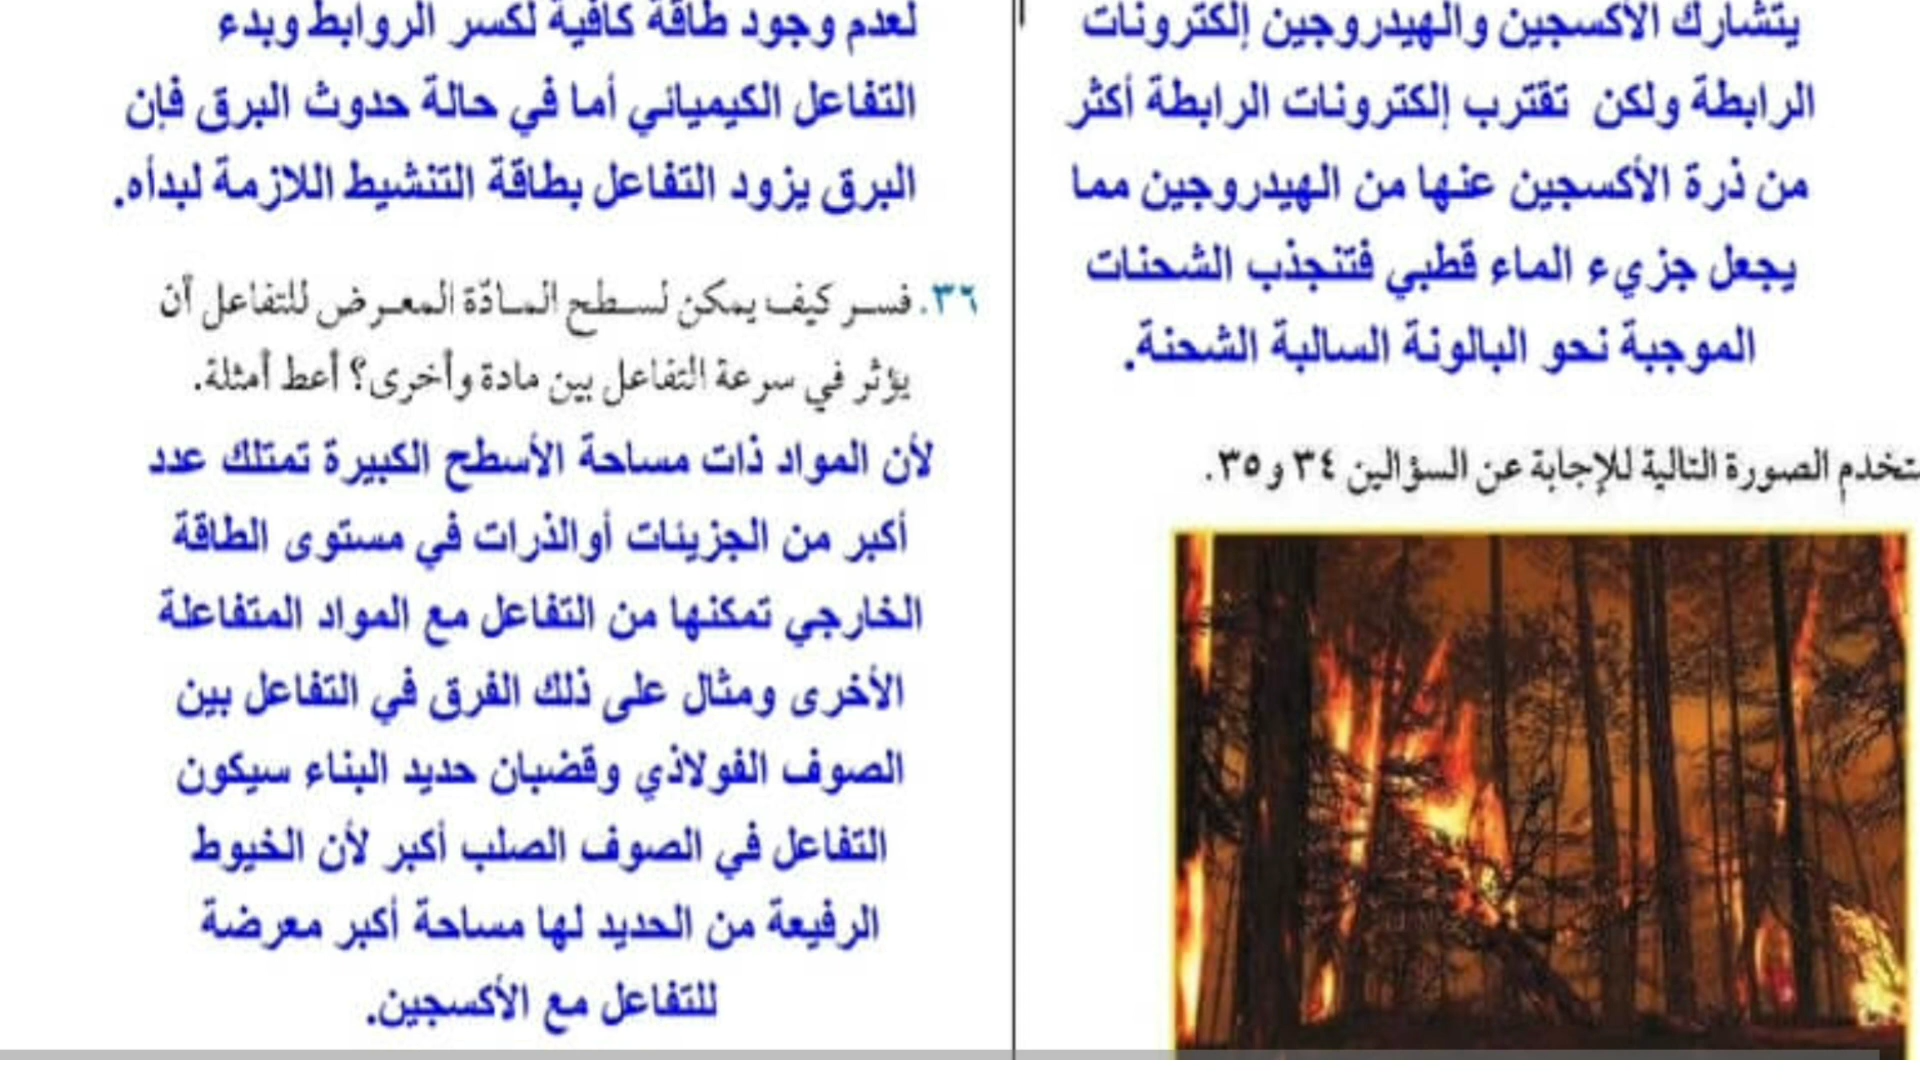 يتشارك الأكسجين والهيدروجين إلكترونات
الرابطة ولكن تقترب إلكترونات الرابطة أكثر
من ذرة الأكسجين عنها من الهيدروجين مما
يجعل جزيء الماء قطبي فتنجذب الشحنات
الموجبة نحو البالونة السالبة الشحنة.
ستخدم الصورة التالية للإجابة عن السؤالين ٣٤ و ٣٥.
لعدم وجود طاقة كافية لكسر الروابط وبدء
التفاعل الكيميائي أما في حالة حدوث البرق فإن
البرق يزود التفاعل بطاقة التنشيط اللازمة لبدأه.
٣٦. فسر كيف يمكن لسطح المادّة المعرض للتفاعل أن
يؤثر في سرعة التفاعل بين مادة وأخرى؟ أعط أمثلة.
لأن المواد ذات مساحة الأسطح الكبيرة تمتلك عدد
أكبر من الجزيئات أوالذرات في مستوى الطاقة
الخارجي تمكنها من التفاعل مع المواد المتفاعلة
الأخرى ومثال على ذلك الفرق في التفاعل بين
الصوف الفولاذي وقضبان حديد البناء سيكون
التفاعل في الصوف الصلب أكبر لأن الخيوط
الرفيعة من الحديد لها مساحة أكبر معرضة
للتفاعل مع الأكسجين.